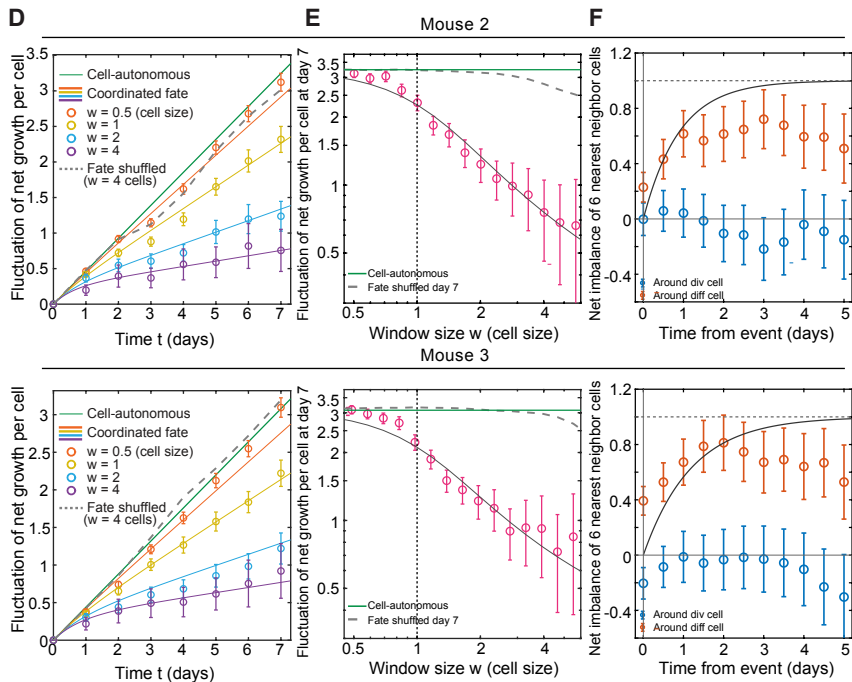 D
E
F
Mouse 2
Fluctuation of net growth per cell
3.5
3
2.5
2
1.5
1
0.5
0
Cell-autonomous
Coordinated fate
w = 0.5 (cell size)
w = 1
w = 2
w = 4
Fate shuffled
(w = 4 cells)
0 1 2 3 4 5 6 7
Time t (days)
Fluctuation of net growth per cell at day 7
3.5
2.5
1
0.5
Cell-autonomous
Fate shuffled day 7
0.5 1 2 4
Window size w (cell size)
Net imbalance of 6 nearest neighbor cells
1.0
0.6
0.2
-0
-0.4
Around div cell
Around diff cell
0 1 2 3 4 5
Time from event (days)
Mouse 3
Fluctuation of net growth per cell
3
2.5
2
1.5
1
0.5
0
Cell-autonomous
Coordinated fate
w = 0.5 (cell size)
w = 1
w = 2
w = 4
Fate shuffled
(w = 4 cells)
0 1 2 3 4 5 6 7
Time t (days)
Fluctuation of net growth per cell at day 7
3.5
2.5
1
0.5
Cell-autonomous
Fate shuffled day 7
0.5 1 2 4
Window size w (cell size)
Net imbalance of 6 nearest neighbor cells
1.0
0.6
0.2
0
-0.4
Around div cell
Around diff cell
0 1 2 3 4 5
Time from event (days)